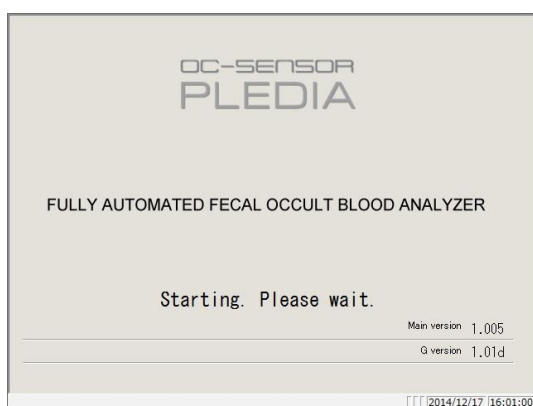 OC-SENSOR
PLEDIA
FULLY AUTOMATED FECAL OCCULT BLOOD ANALYZER
Starting. Please wait.
Main version 1.005
G version 1.01d
2014/12/17 16:01:00